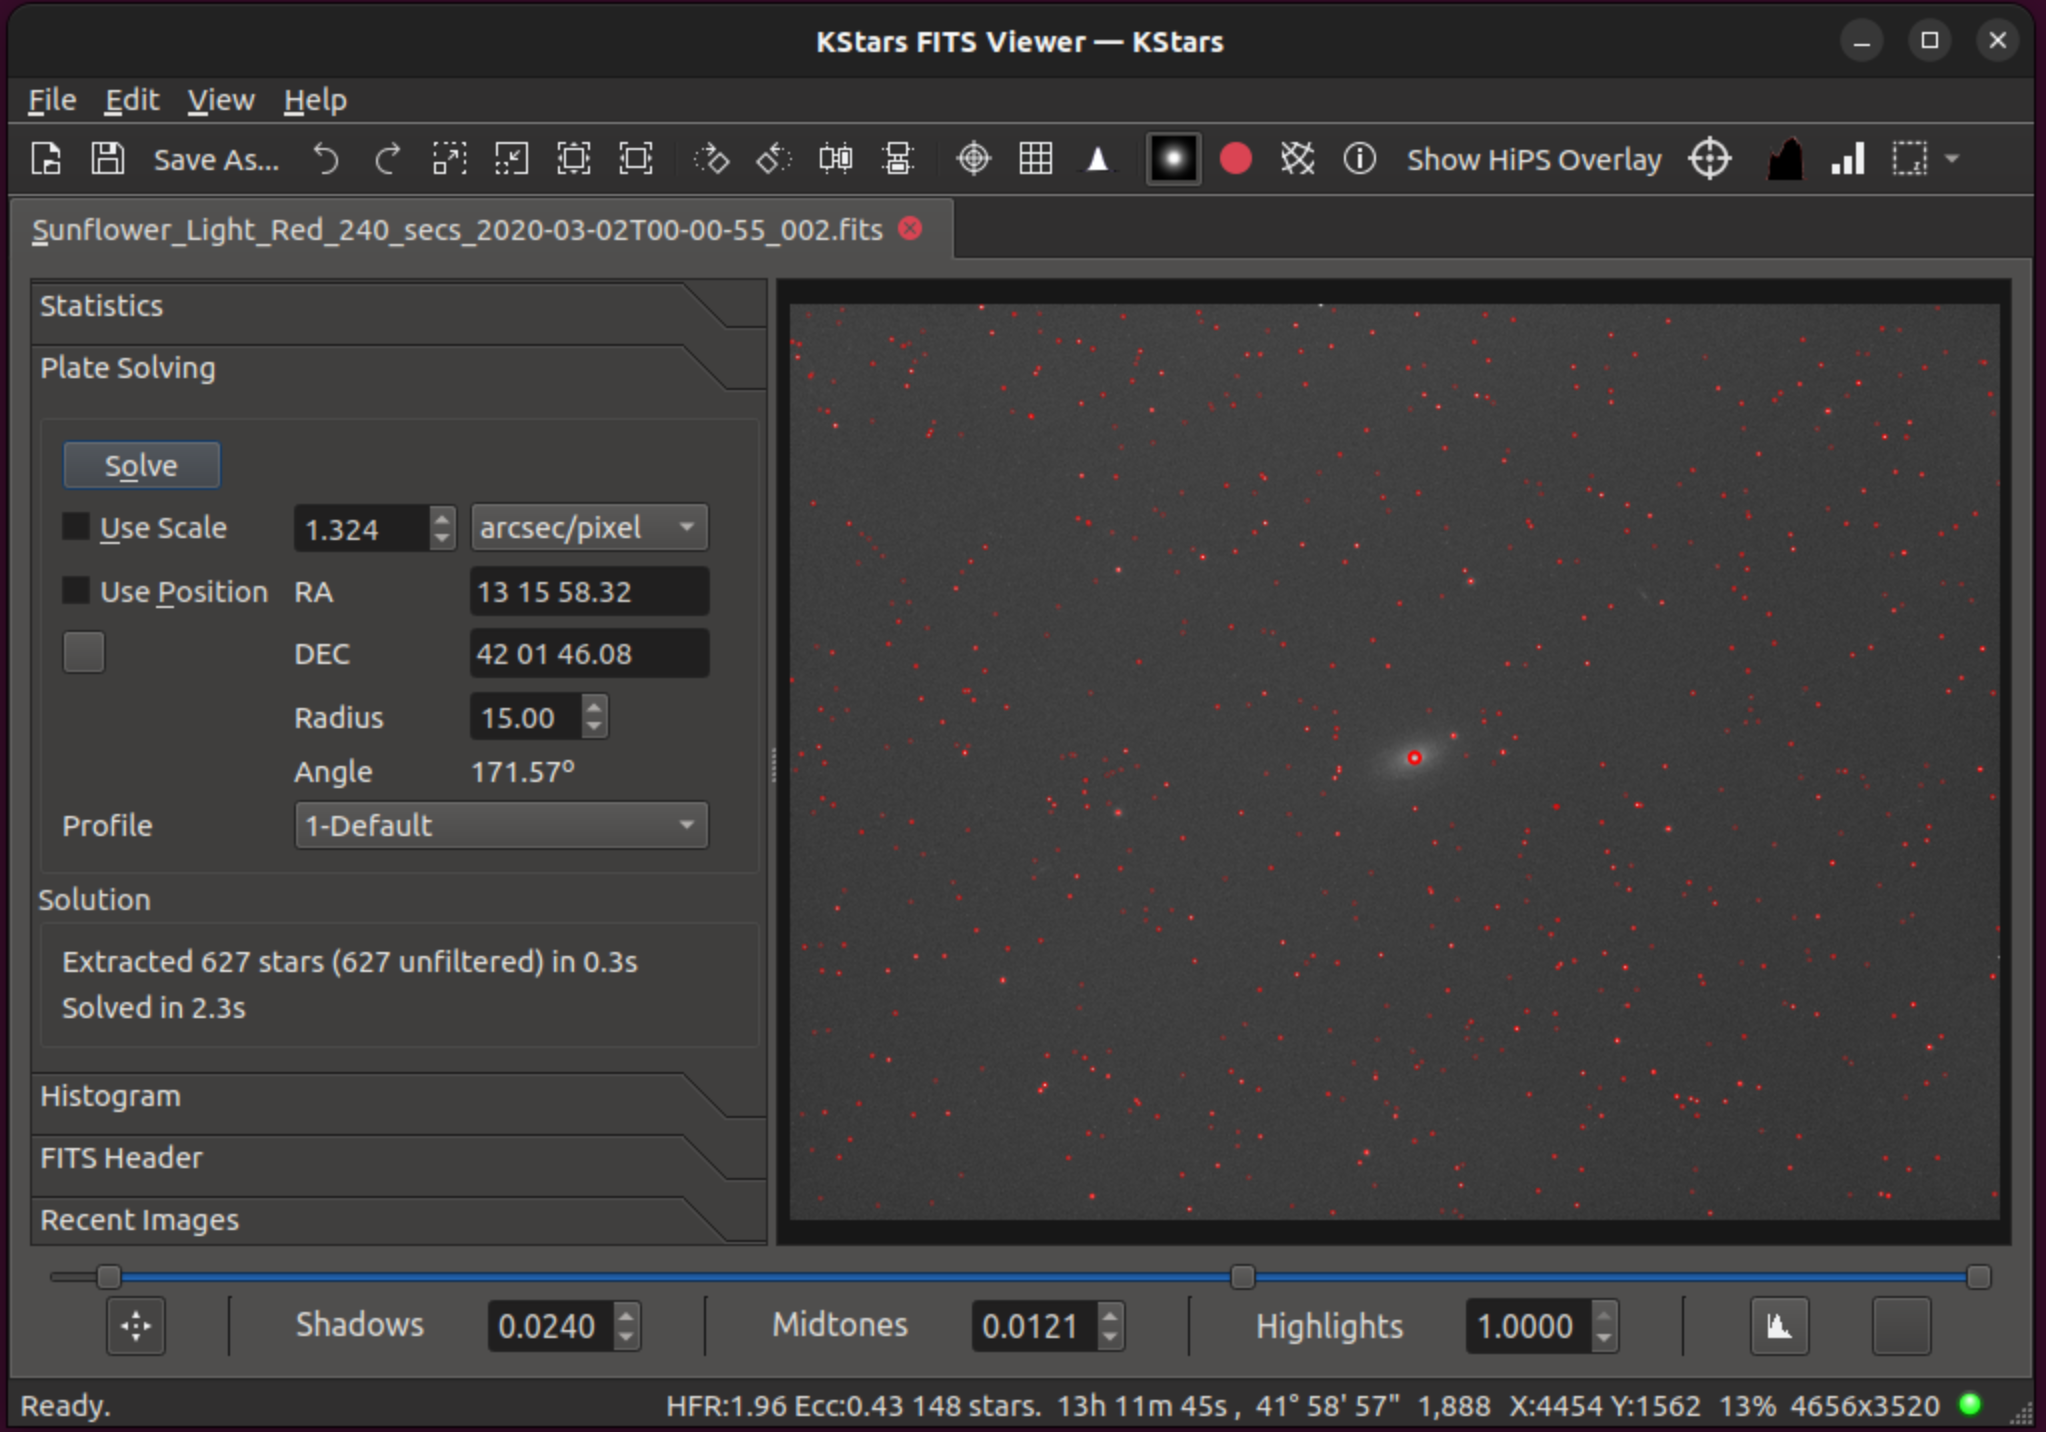 KStars FITS Viewer — KStars
File Edit View Help
Save As... Show HiPS Overlay
Sunflower_Light_Red_240_secs_2020-03-02T00-00-55_002.fits
Statistics
Plate Solving
Solve
Use Scale 1.324 arcsec/pixel
Use Position RA 13 15 58.32
DEC 42 01 46.08
Radius 15.00
Angle 171.57º
Profile 1-Default
Solution
Extracted 627 stars (627 unfiltered) in 0.3s
Solved in 2.3s
Histogram
FITS Header
Recent Images
Shadows 0.0240 Midtones 0.0121 Highlights 1.0000
Ready. HFR:1.96 Ecc:0.43 148 stars. 13h 11m 45s , 41° 58' 57" 1,888 X:4454 Y:1562 13% 4656x3520